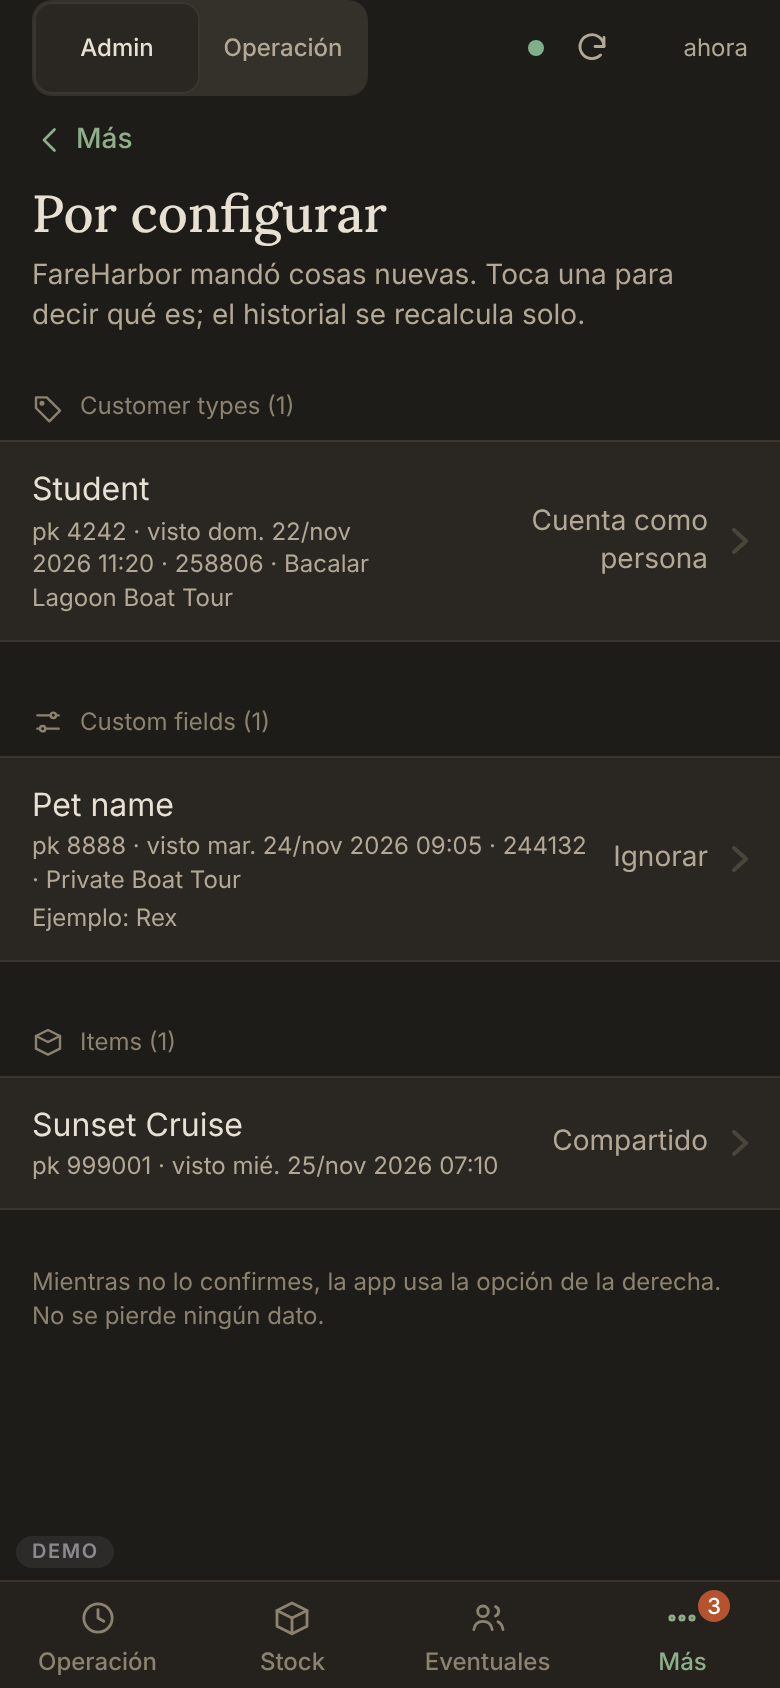 Admin
Operación
ahora
Más
Por configurar
FareHarbor mandó cosas nuevas. Toca una para
decir qué es; el historial se recalcula solo.
Customer types (1)
Student
pk 4242 · visto dom. 22/nov
2026 11:20 · 258806 · Bacalar
Lagoon Boat Tour
Cuenta como
persona
Custom fields (1)
Pet name
pk 8888 · visto mar. 24/nov 2026 09:05 · 244132
· Private Boat Tour
Ejemplo: Rex
Ignorar
Items (1)
Sunset Cruise
pk 999001 · visto mié. 25/nov 2026 07:10
Compartido
Mientras no lo confirmes, la app usa la opción de la derecha.
No se pierde ningún dato.
DEMO
3
Operación
Stock
Eventuales
Más